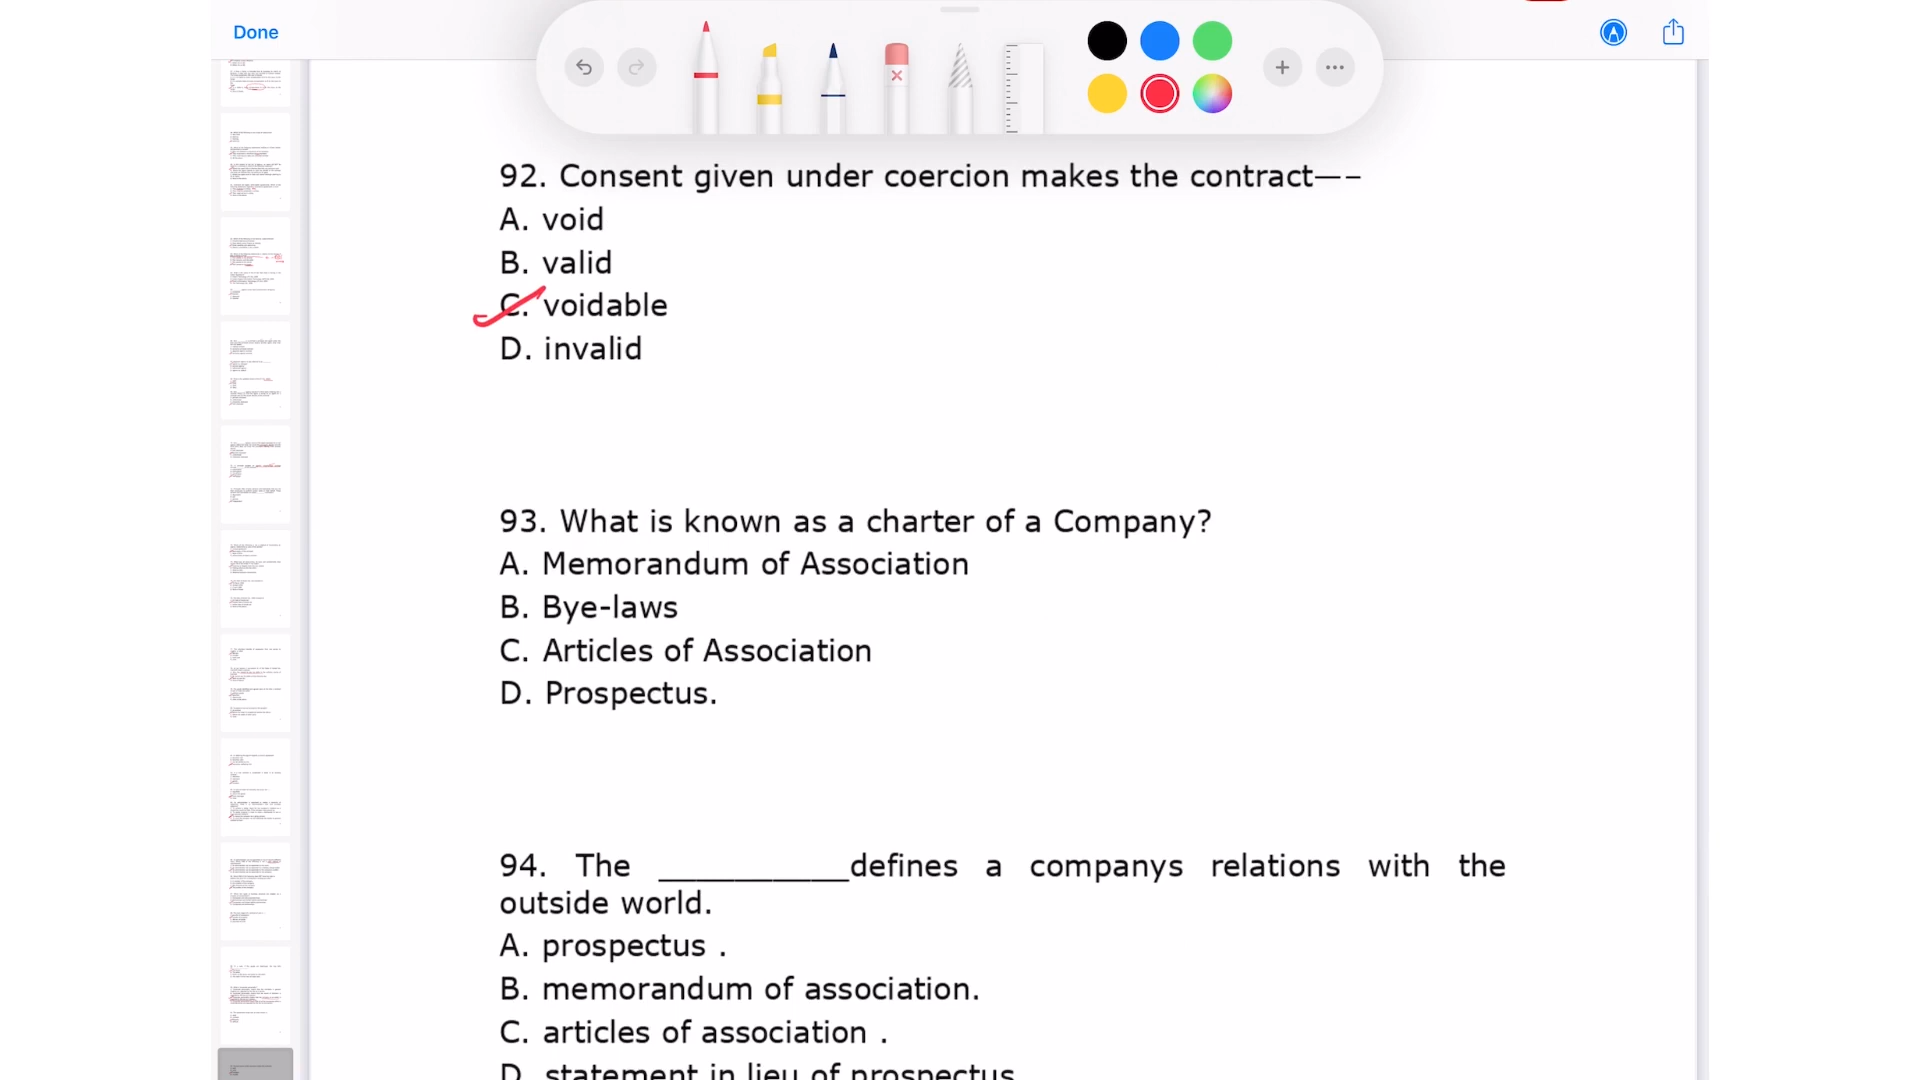 Done
92. Consent given under coercion makes the contract—–
A. void
B. valid
C. voidable
D. invalid
93. What is known as a charter of a Company?
A. Memorandum of Association
B. Bye-laws
C. Articles of Association
D. Prospectus.
94. The ____________defines a companys relations with the
outside world.
A. prospectus .
B. memorandum of association.
C. articles of association .
D. statement in lieu of prospectus